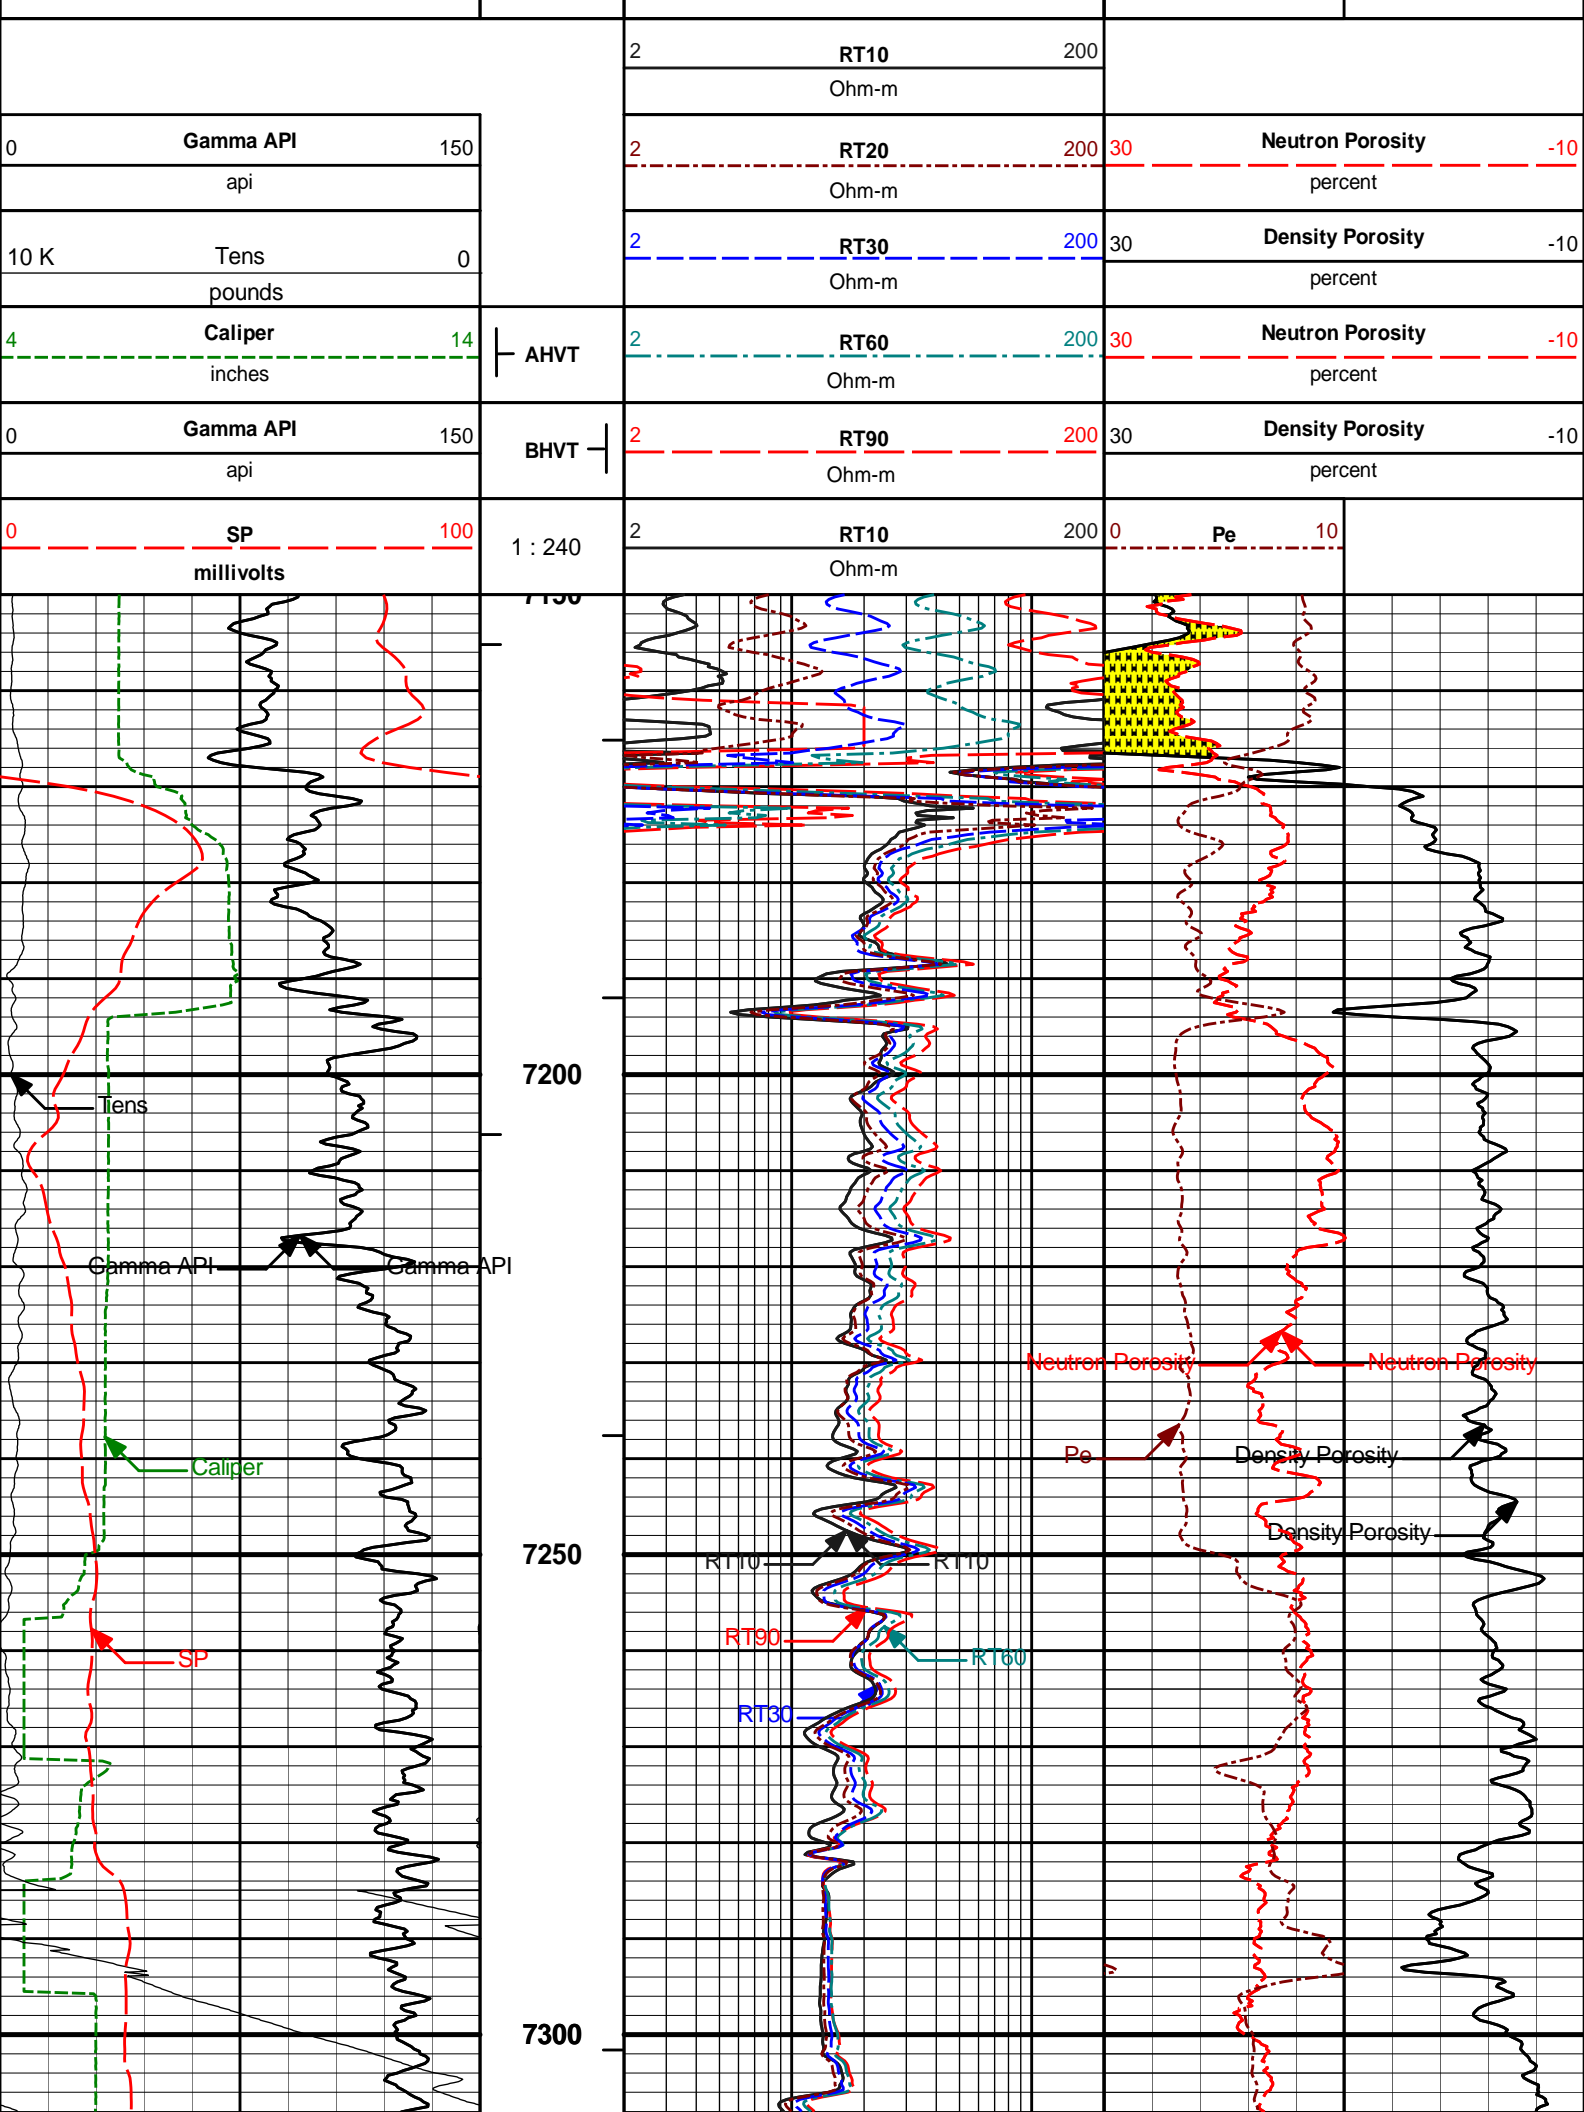 2 RT10 200
Ohm-m
0 Gamma API 150
api
2 RT20 200
Ohm-m
30 Neutron Porosity -10
percent
10 K Tens 0
pounds
2 RT30 200
Ohm-m
30 Density Porosity -10
percent
4 Caliper 14
inches
AHVT
2 RT60 200
Ohm-m
30 Neutron Porosity -10
percent
0 Gamma API 150
api
BHVT
2 RT90 200
Ohm-m
30 Density Porosity -10
percent
0 SP 100
millivolts
1 : 240
2 RT10 200
Ohm-m
0 Pe 10
7150
7200
Tens
Gamma API
Gamma API
Neutron Porosity
Neutron Porosity
Caliper
Pe
Density Porosity
Density Porosity
7250
RT10
RT10
RT90
RT60
SP
RT30
7300